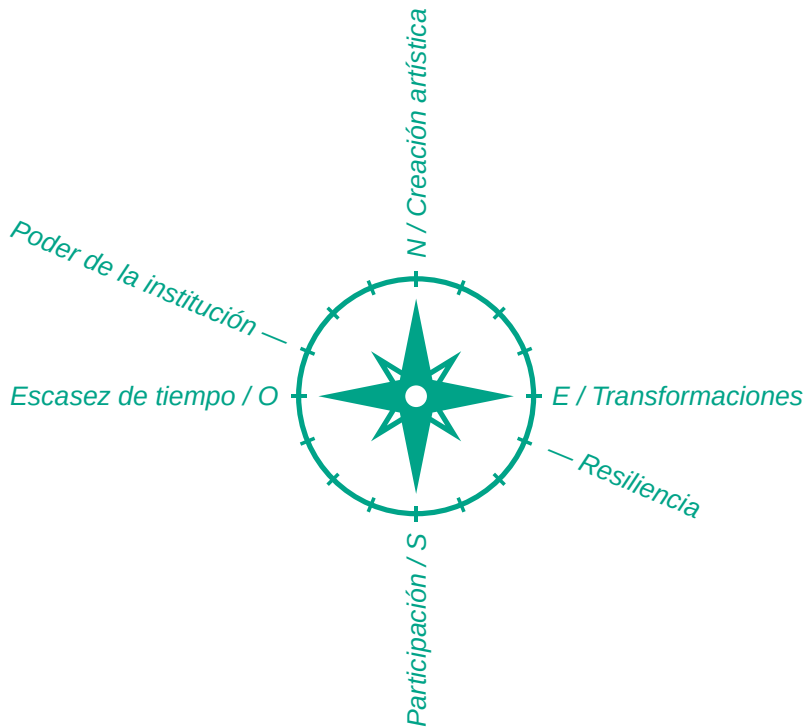 N / Creación artística
Poder de la institución —
Escasez de tiempo / O
E / Transformaciones
— Resiliencia
Participación / S